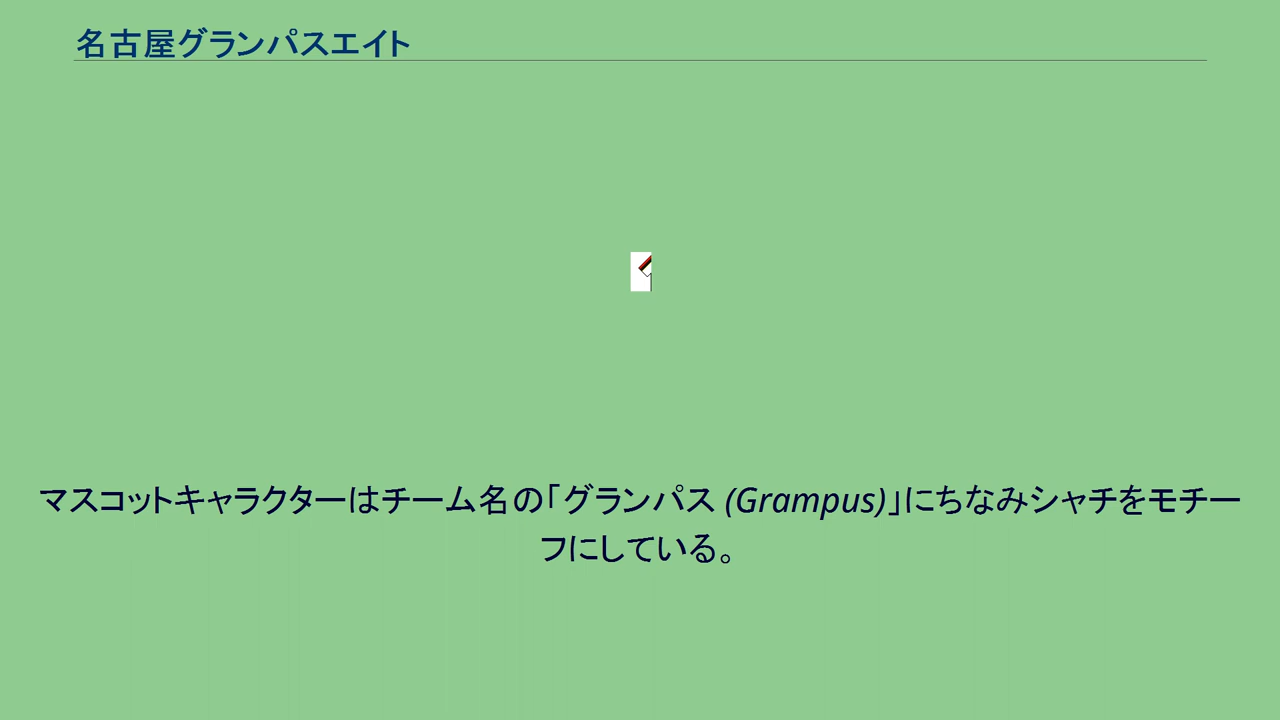 名古屋グランパスエイト
マスコットキャラクターはチーム名の「グランパス (Grampus)」にちなみシャチをモチー
フにしている。